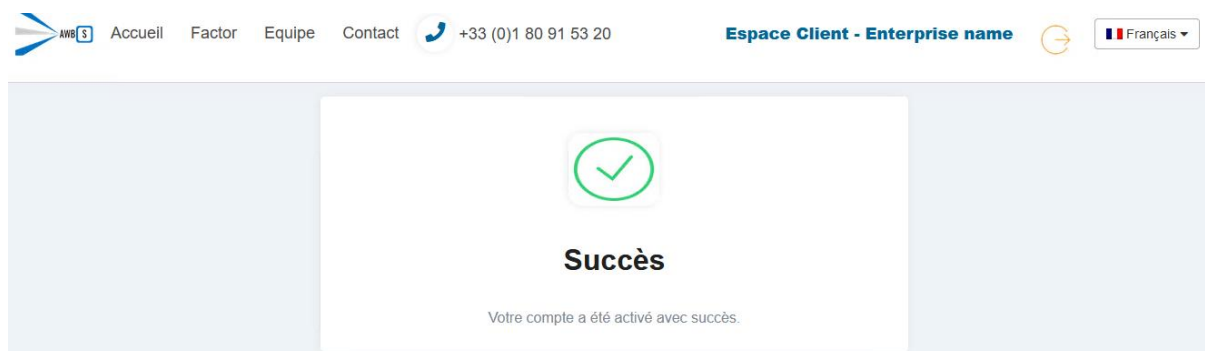 AWB S Accueil Factor Equipe Contact +33 (0)1 80 91 53 20 Espace Client - Enterprise name Français
Succès
Votre compte a été activé avec succès.